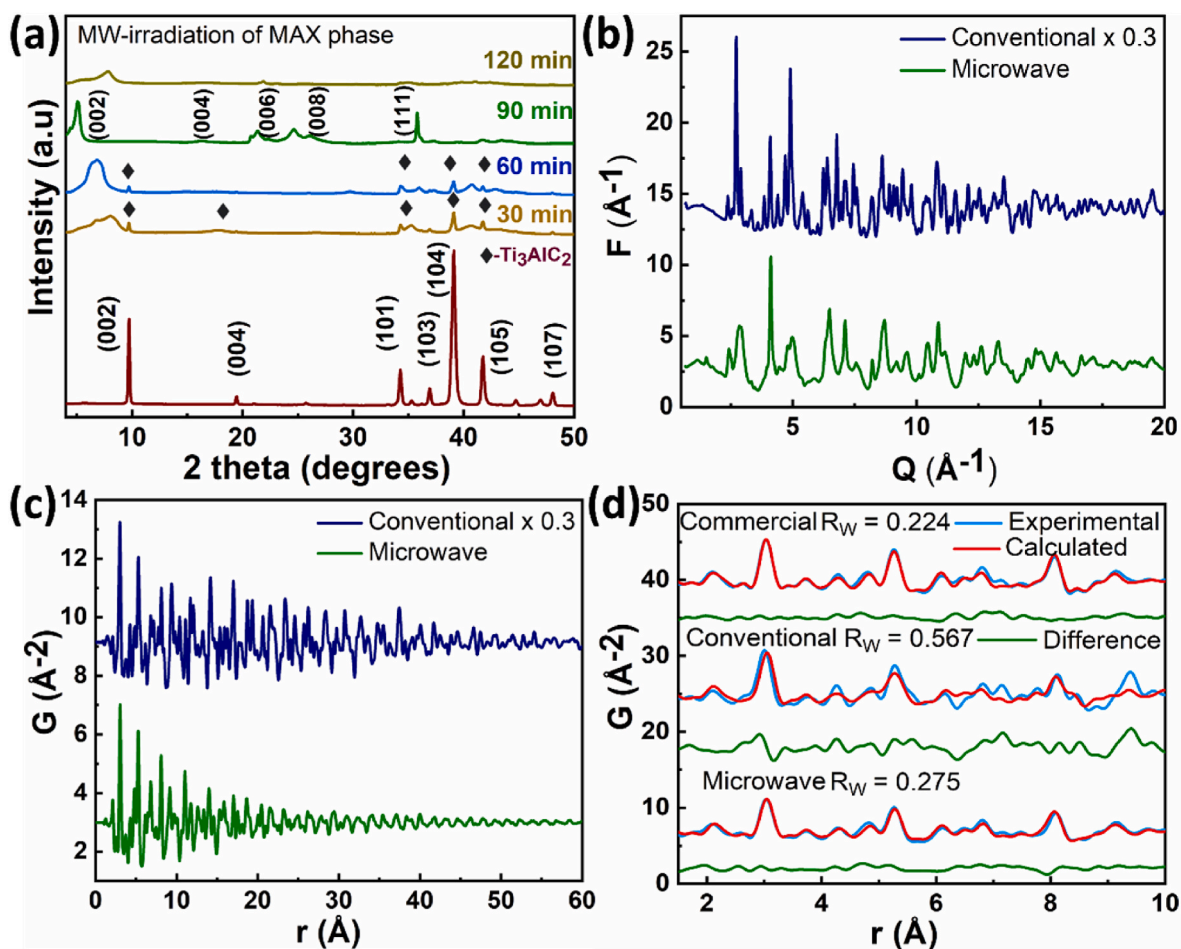 (a)
MW-irradiation of MAX phase
120 min
90 min
(002)
(004)
(006)
(008)
(111)
60 min
30 min
◆-Ti₃AlC₂
(002)
(004)
(101)
(103)
(104)
(105)
(107)
Intensity (a.u)
10 20 30 40 50
2 theta (degrees)
(b)
Conventional x 0.3
Microwave
F (Å⁻¹)
25
20
15
10
5
0
5 10 15 20
Q (Å⁻¹)
(c)
Conventional x 0.3
Microwave
G (Å⁻²)
14
12
10
8
6
4
2
0 10 20 30 40 50 60
r (Å)
(d)
Commercial R_W = 0.224
Experimental
Calculated
Conventional R_W = 0.567
Difference
Microwave R_W = 0.275
G (Å⁻²)
50
40
30
20
10
0
2 4 6 8 10
r (Å)